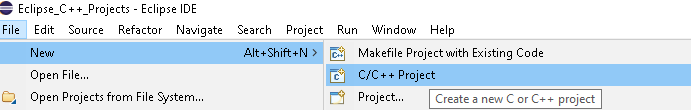 Eclipse_C++_Projects - Eclipse IDE
File Edit Source Refactor Navigate Search Project Run Window Help
New Alt+Shift+N > Makefile Project with Existing Code
Open File... C/C++ Project
Open Projects from File System... Project...
Create a new C or C++ project